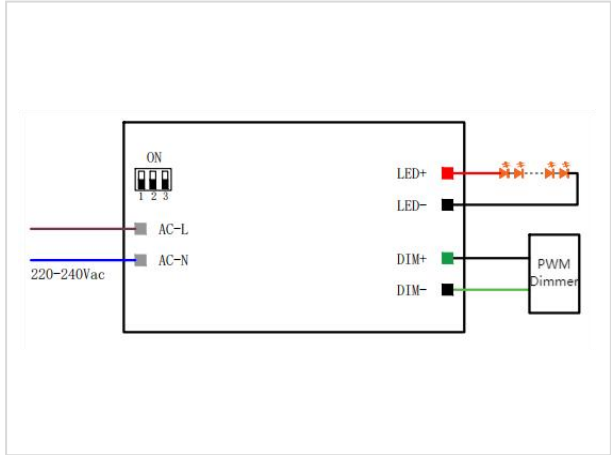 ON
1 2 3
LED+
LED-
AC-L
AC-N
220-240Vac
DIM+
DIM-
PWM
Dimmer